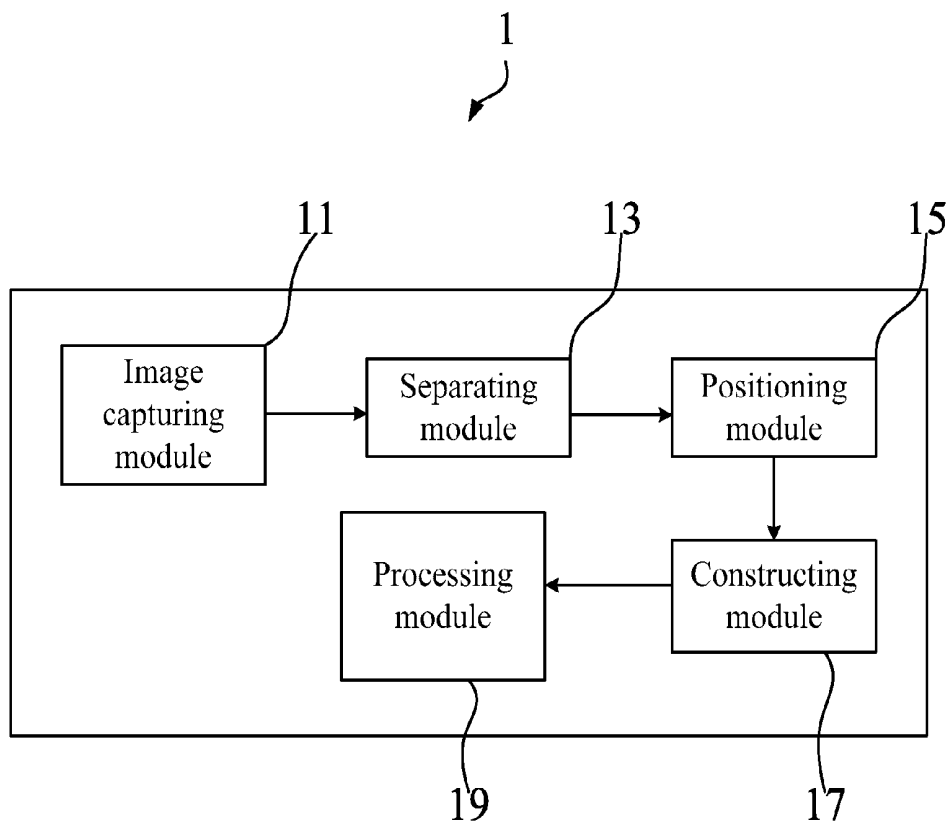 1
11
13
15
Image
capturing
module
Separating
module
Positioning
module
Processing
module
Constructing
module
19
17